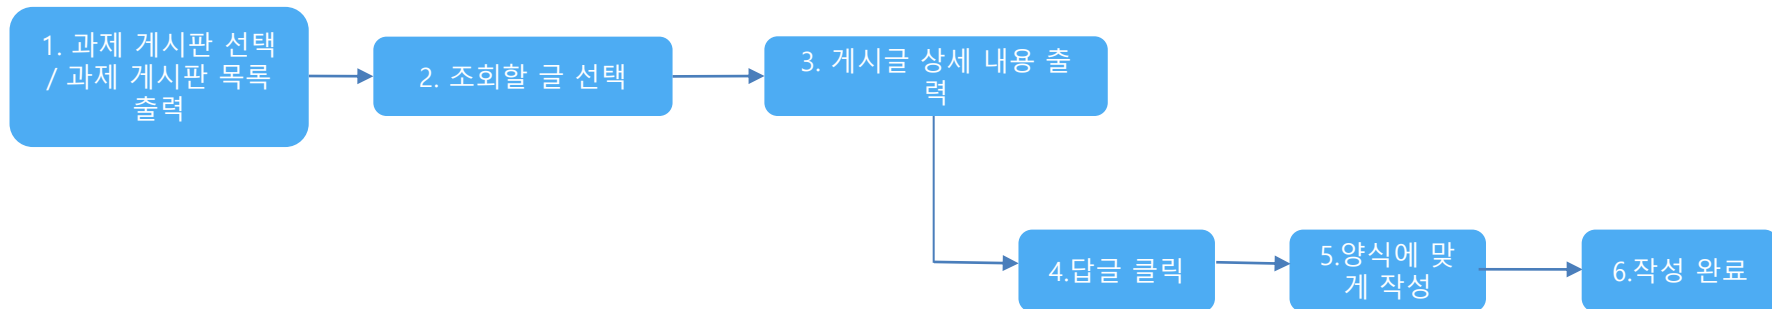 1. 과제 게시판 선택
/ 과제 게시판 목록
출력
2. 조회할 글 선택
3. 게시글 상세 내용 출
력
4.답글 클릭
5.양식에 맞
게 작성
6.작성 완료